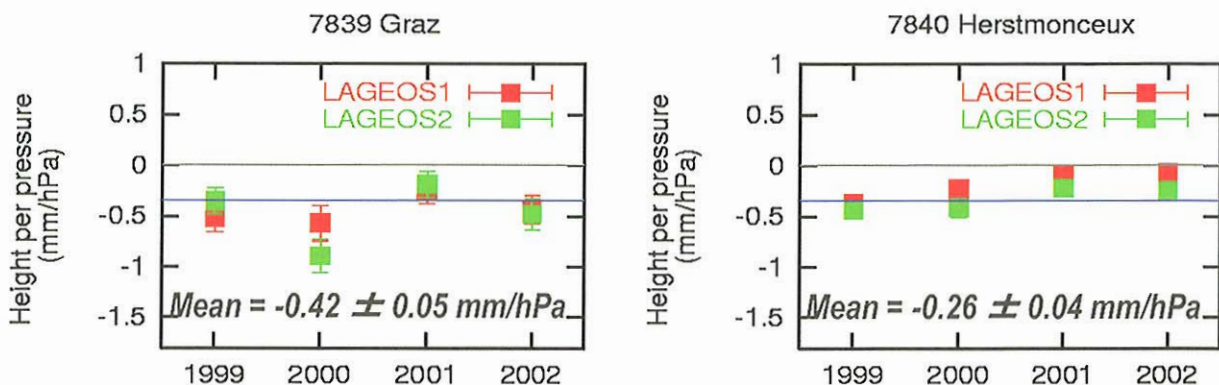 7839 Graz
Height per pressure
(mm/hPa)
1
0.5
0
-0.5
-1
-1.5
LAGEOS1
LAGEOS2
Mean = -0.42 ± 0.05 mm/hPa
1999 2000 2001 2002
7840 Herstmonceux
Height per pressure
(mm/hPa)
1
0.5
0
-0.5
-1
-1.5
LAGEOS1
LAGEOS2
Mean = -0.26 ± 0.04 mm/hPa
1999 2000 2001 2002